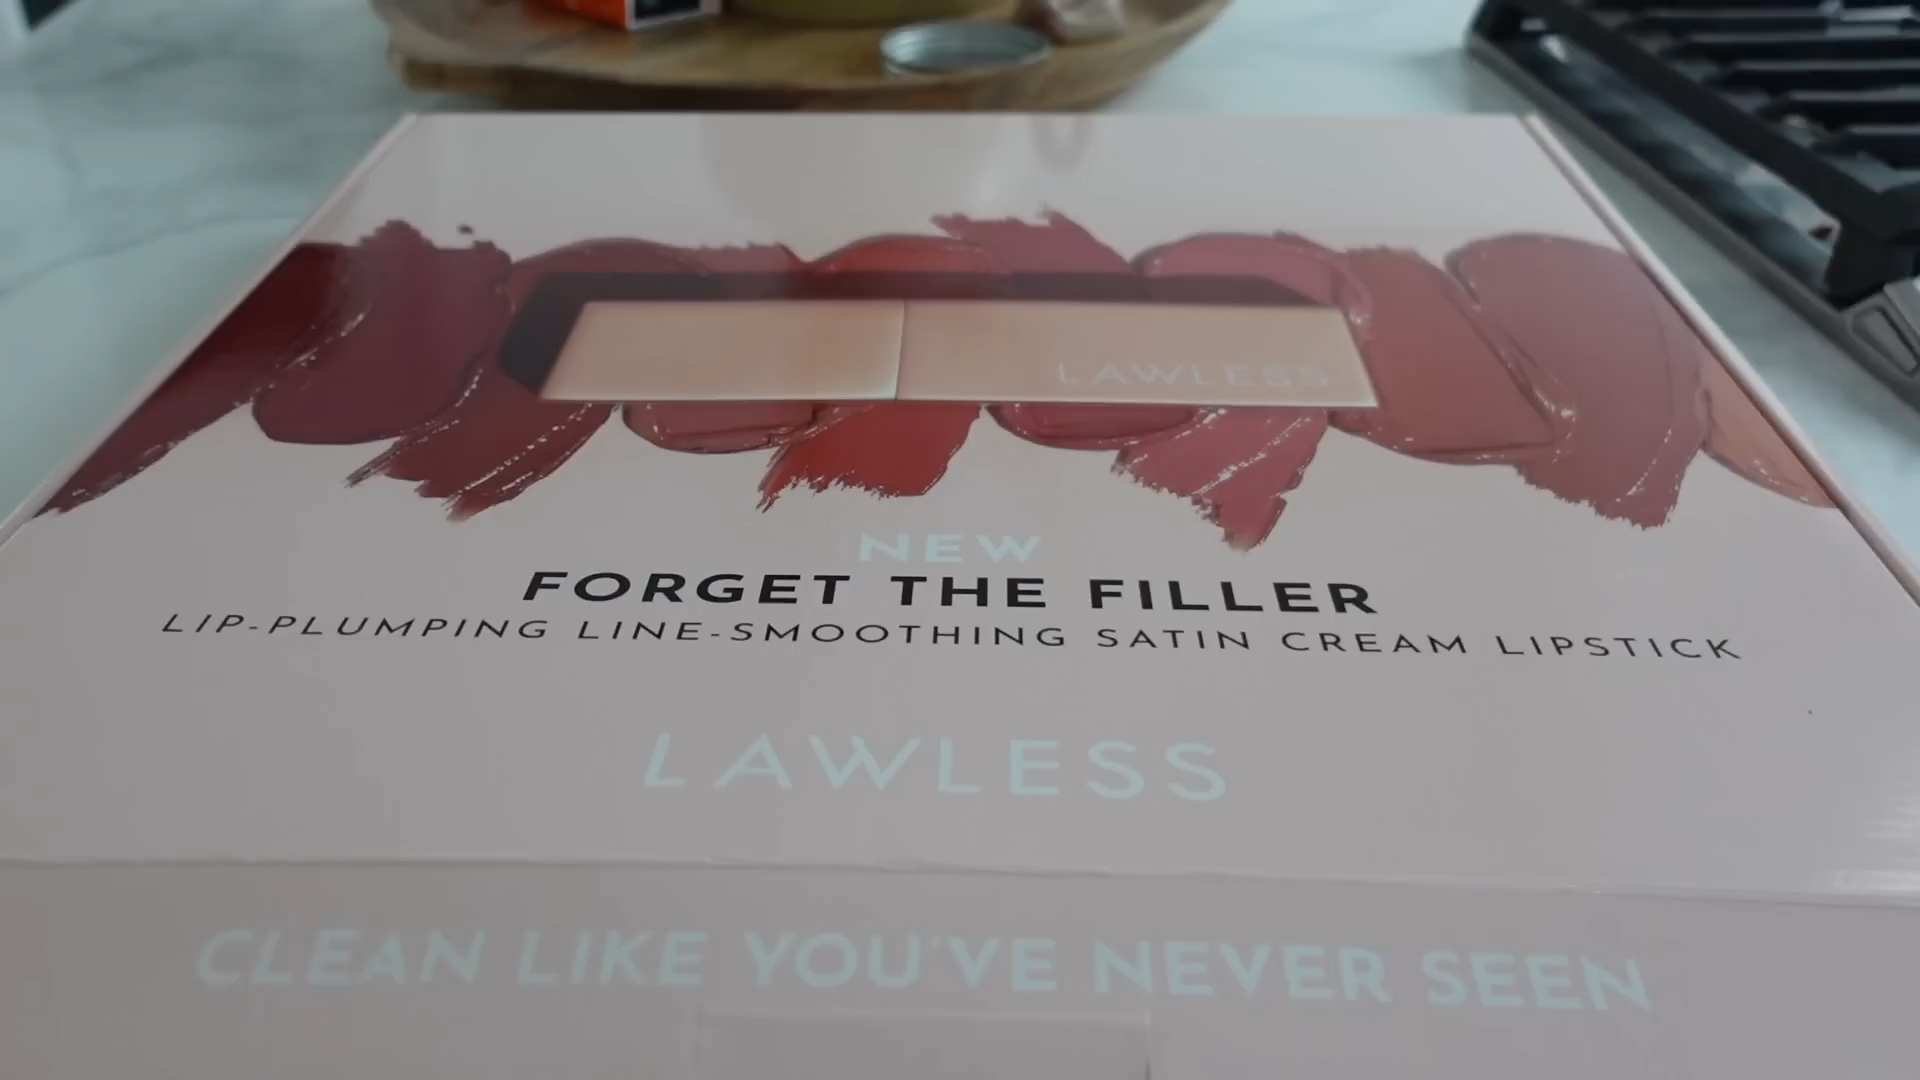 LAWLESS
NEW
FORGET THE FILLER
LIP-PLUMPING LINE-SMOOTHING SATIN CREAM LIPSTICK
LAWLESS
CLEAN LIKE YOU'VE NEVER SEEN